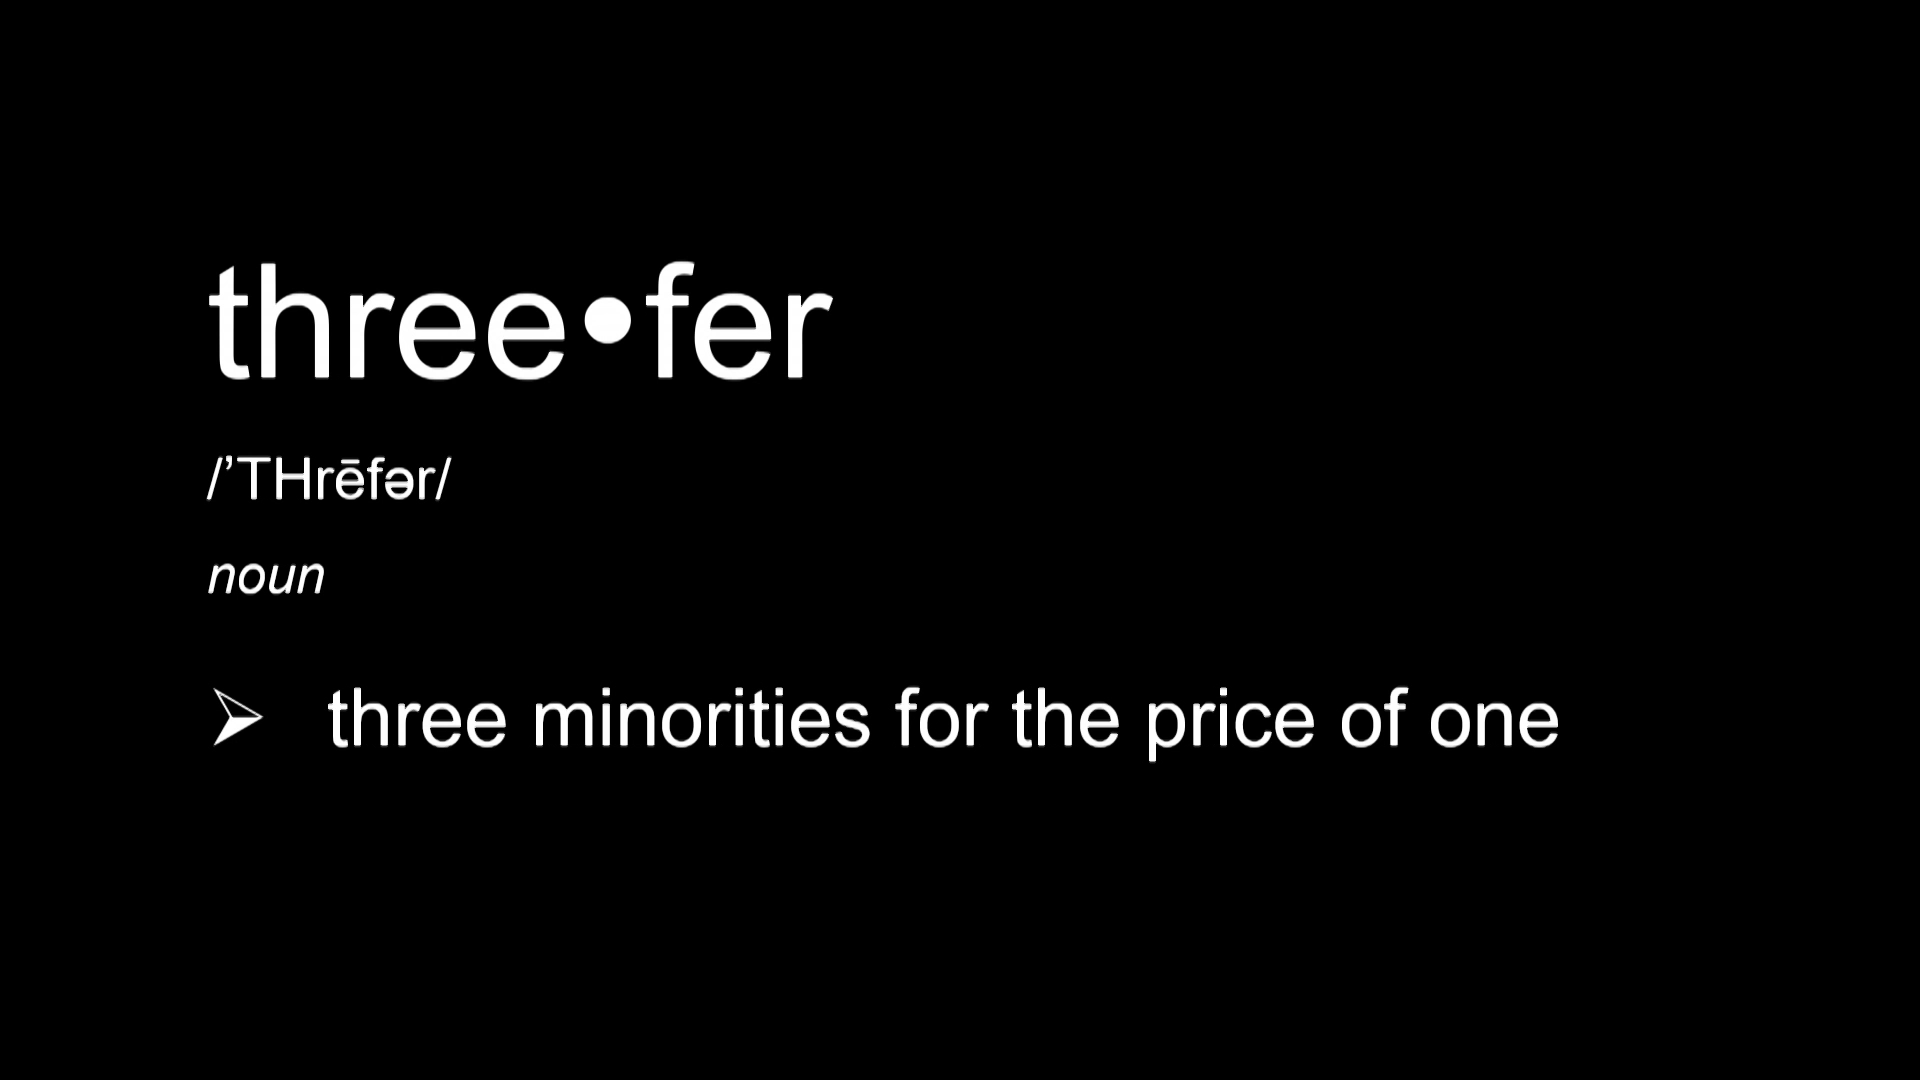 three•fer
/’THrēfər/
noun
➢ three minorities for the price of one